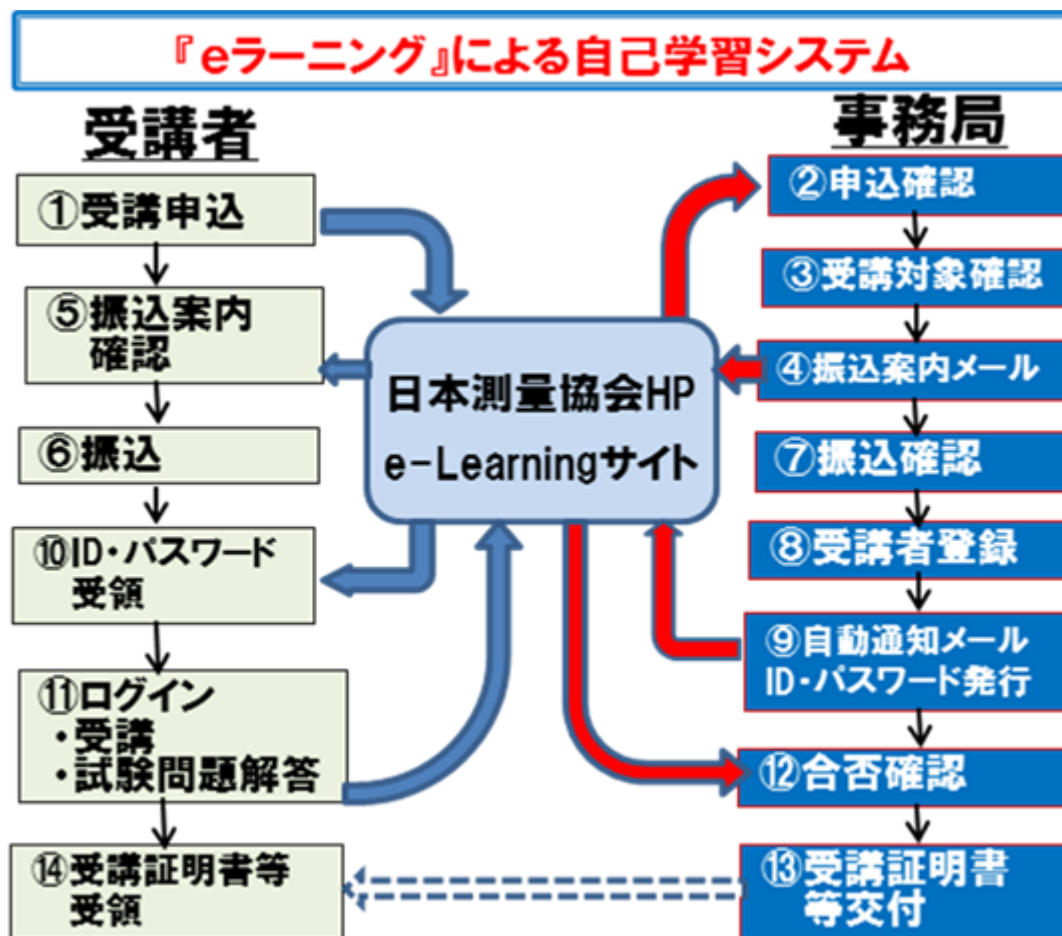 『eラーニング』による自己学習システム
受講者
①受講申込
⑤振込案内
確認
⑥振込
⑩ID・パスワード
受領
⑪ログイン
・受講
・試験問題解答
⑭受講証明書等
受領
日本測量協会HP
e-Learningサイト
事務局
②申込確認
③受講対象確認
④振込案内メール
⑦振込確認
⑧受講者登録
⑨自動通知メール
ID・パスワード発行
⑫合否確認
⑬受講証明書
等交付